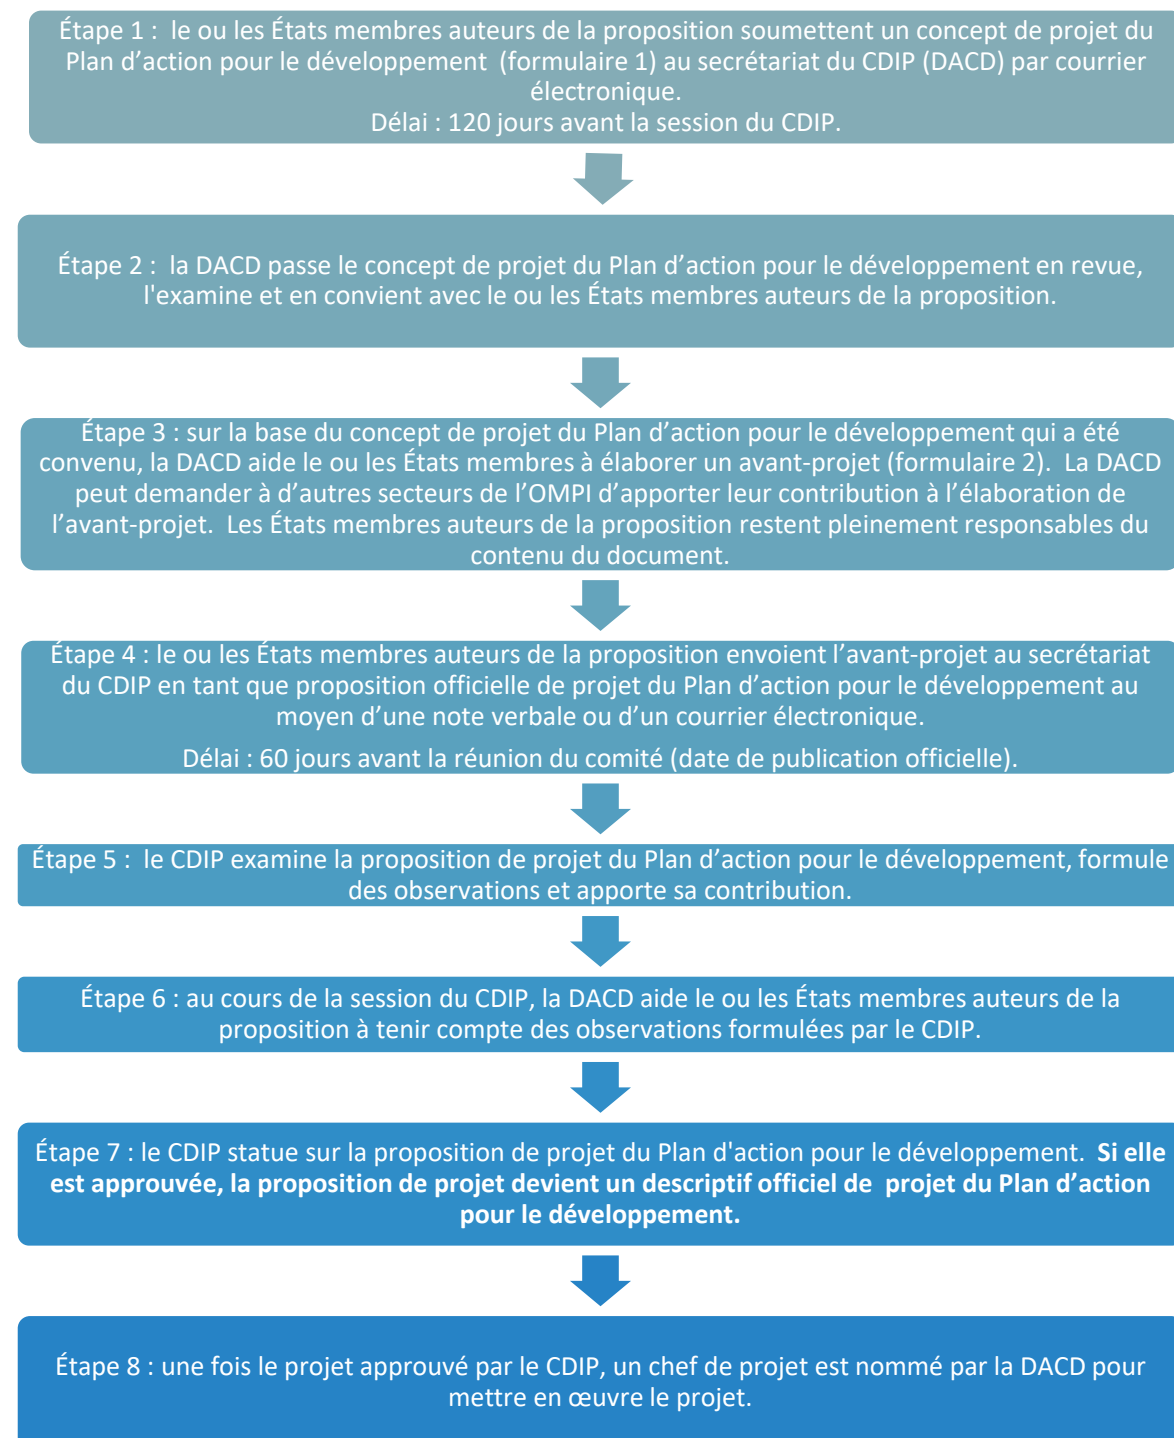 Étape 1 : le ou les États membres auteurs de la proposition soumettent un concept de projet du
Plan d’action pour le développement (formulaire 1) au secrétariat du CDIP (DACD) par courrier
électronique.
Délai : 120 jours avant la session du CDIP.
Étape 2 : la DACD passe le concept de projet du Plan d’action pour le développement en revue,
l'examine et en convient avec le ou les États membres auteurs de la proposition.
Étape 3 : sur la base du concept de projet du Plan d’action pour le développement qui a été
convenu, la DACD aide le ou les États membres à élaborer un avant-projet (formulaire 2). La DACD
peut demander à d’autres secteurs de l’OMPI d’apporter leur contribution à l’élaboration de
l’avant-projet. Les États membres auteurs de la proposition restent pleinement responsables du
contenu du document.
Étape 4 : le ou les États membres auteurs de la proposition envoient l’avant-projet au secrétariat
du CDIP en tant que proposition officielle de projet du Plan d’action pour le développement au
moyen d’une note verbale ou d’un courrier électronique.
Délai : 60 jours avant la réunion du comité (date de publication officielle).
Étape 5 : le CDIP examine la proposition de projet du Plan d’action pour le développement, formule
des observations et apporte sa contribution.
Étape 6 : au cours de la session du CDIP, la DACD aide le ou les États membres auteurs de la
proposition à tenir compte des observations formulées par le CDIP.
Étape 7 : le CDIP statue sur la proposition de projet du Plan d'action pour le développement. Si elle
est approuvée, la proposition de projet devient un descriptif officiel de projet du Plan d’action
pour le développement.
Étape 8 : une fois le projet approuvé par le CDIP, un chef de projet est nommé par la DACD pour
mettre en œuvre le projet.